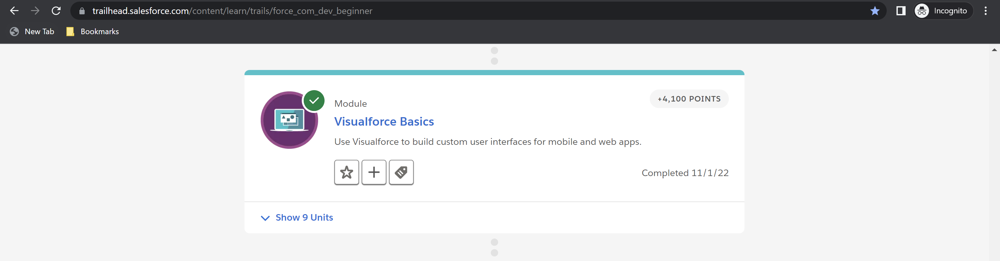 trailhead.salesforce.com/content/learn/trails/force_com_dev_beginner
Incognito
New Tab
Bookmarks
Module
+4,100 POINTS
Visualforce Basics
Use Visualforce to build custom user interfaces for mobile and web apps.
Completed 11/1/22
Show 9 Units